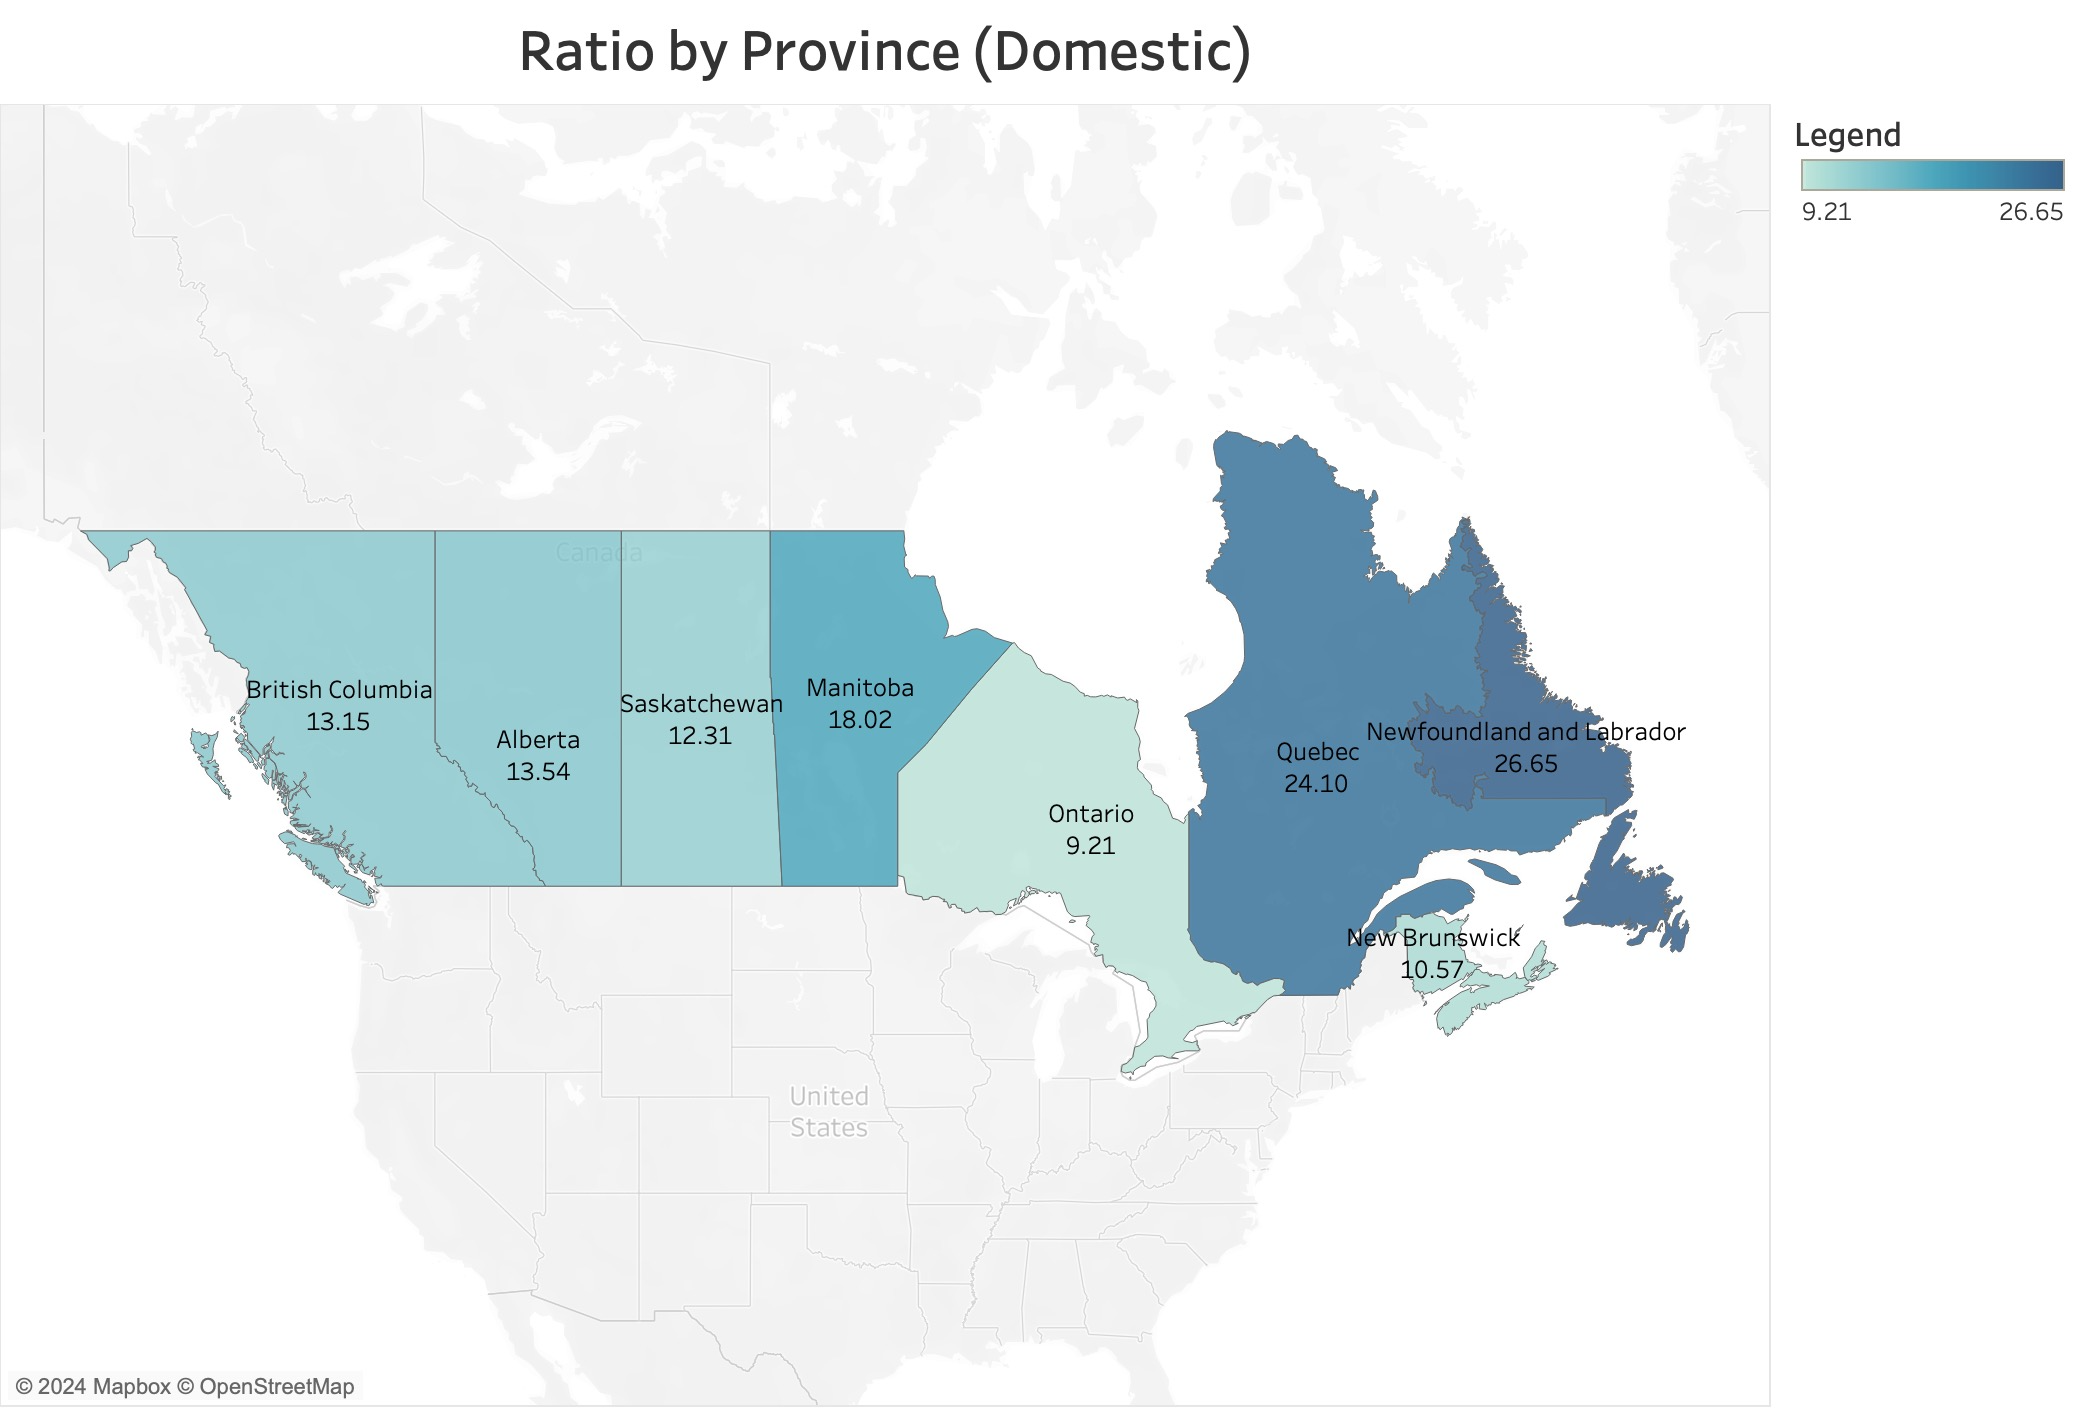 Ratio by Province (Domestic)
Legend
9.21 26.65
Canada
British Columbia
13.15
Alberta
13.54
Saskatchewan
12.31
Manitoba
18.02
Ontario
9.21
Quebec
24.10
Newfoundland and Labrador
26.65
New Brunswick
10.57
United
States
© 2024 Mapbox © OpenStreetMap